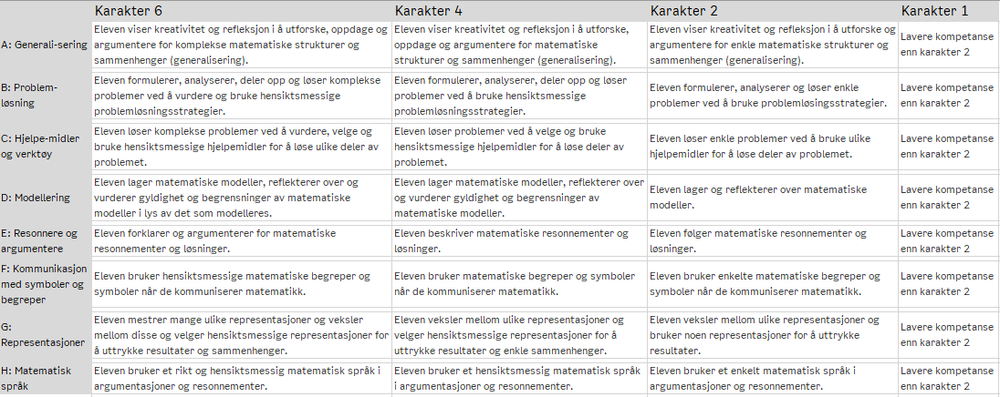 Karakter 6 Karakter 4 Karakter 2 Karakter 1
A: Generali-sering
Eleven viser kreativitet og refleksjon i å utforske, oppdage og
argumentere for komplekse matematiske strukturer og
sammenhenger (generalisering).
Eleven viser kreativitet og refleksjon i å utforske,
oppdage og argumentere for matematiske
strukturer og sammenhenger (generalisering).
Eleven viser kreativitet og refleksjon i å utforske og
argumentere for enkle matematiske strukturer og
sammenhenger (generalisering).
Lavere kompetanse
enn karakter 2
B: Problem-
løsning
Eleven formulerer, analyserer, deler opp og løser komplekse
problemer ved å vurdere og bruke hensiktsmessige
problemløsningsstrategier.
Eleven formulerer, analyserer, deler opp og løser
problemer ved å bruke hensiktsmessige
problemløsningsstrategier.
Eleven formulerer, analyserer og løser enkle
problemer ved å bruke problemløsingsstrategier.
Lavere kompetanse
enn karakter 2
C: Hjelpe-midler
og verktøy
Eleven løser komplekse problemer ved å vurdere, velge og
bruke hensiktsmessige hjelpemidler for å løse ulike deler av
problemet.
Eleven løser problemer ved å velge og bruke
hensiktsmessige hjelpemidler for å løse deler av
problemet.
Eleven løser enkle problemer ved å bruke ulike
hjelpemidler for å løse deler av problemet.
Lavere kompetanse
enn karakter 2
D: Modellering
Eleven lager matematiske modeller, reflekterer over og
vurderer gyldighet og begrensninger av matematiske
modeller i lys av det som modelleres.
Eleven lager matematiske modeller, reflekterer over
og vurderer gyldighet og begrensninger av
matematiske modeller.
Eleven lager og reflekterer over matematiske
modeller.
Lavere kompetanse
enn karakter 2
E: Resonnere og
argumentere
Eleven forklarer og argumenterer for matematiske
resonnementer og løsninger.
Eleven beskriver matematiske resonnementer og
løsninger.
Eleven følger matematiske resonnementer og
løsninger.
Lavere kompetanse
enn karakter 2
F: Kommunikasjon
med symboler og
begreper
Eleven bruker hensiktsmessige matematiske begreper og
symboler når de kommuniserer matematikk.
Eleven bruker matematiske begreper og symboler
når de kommuniserer matematikk.
Eleven bruker enkelte matematiske begreper og
symboler når de kommuniserer matematikk.
Lavere kompetanse
enn karakter 2
G:
Representasjoner
Eleven mestrer mange ulike representasjoner og veksler
mellom disse og velger hensiktsmessige representasjoner for
å uttrykke resultater og sammenhenger.
Eleven veksler mellom ulike representasjoner og
velger hensiktsmessige representasjoner for å
uttrykke resultater og enkle sammenhenger.
Eleven veksler mellom ulike representasjoner og
bruker noen representasjoner for å uttrykke
resultater.
Lavere kompetanse
enn karakter 2
H: Matematisk
språk
Eleven bruker et rikt og hensiktsmessig matematisk språk i
argumentasjoner og resonnementer.
Eleven bruker et hensiktsmessig matematisk språk
i argumentasjoner og resonnementer.
Eleven bruker et enkelt matematisk språk i
argumentasjoner og resonnementer.
Lavere kompetanse
enn karakter 2